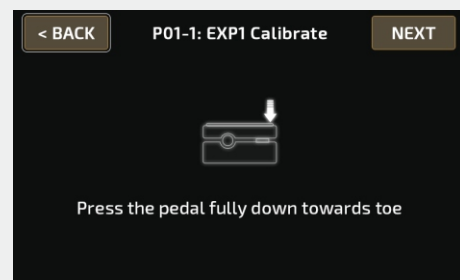 < BACK P01-1: EXP1 Calibrate NEXT
Press the pedal fully down towards toe